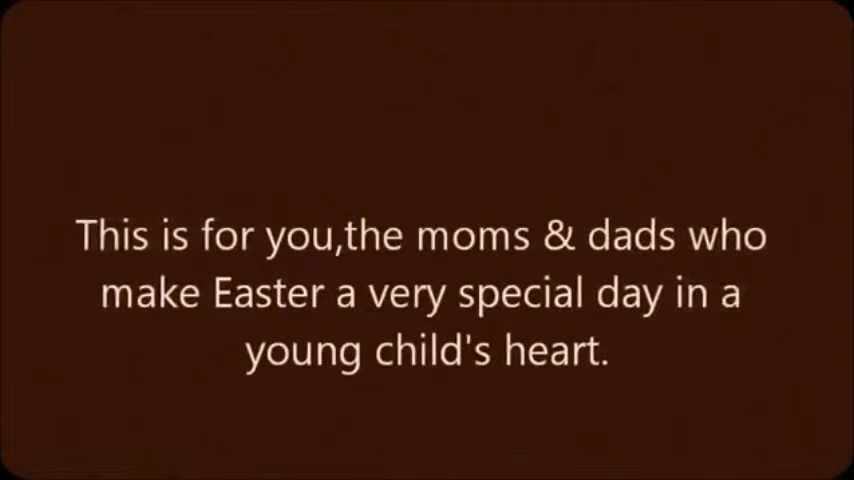 This is for you,the moms & dads who
make Easter a very special day in a
young child's heart.